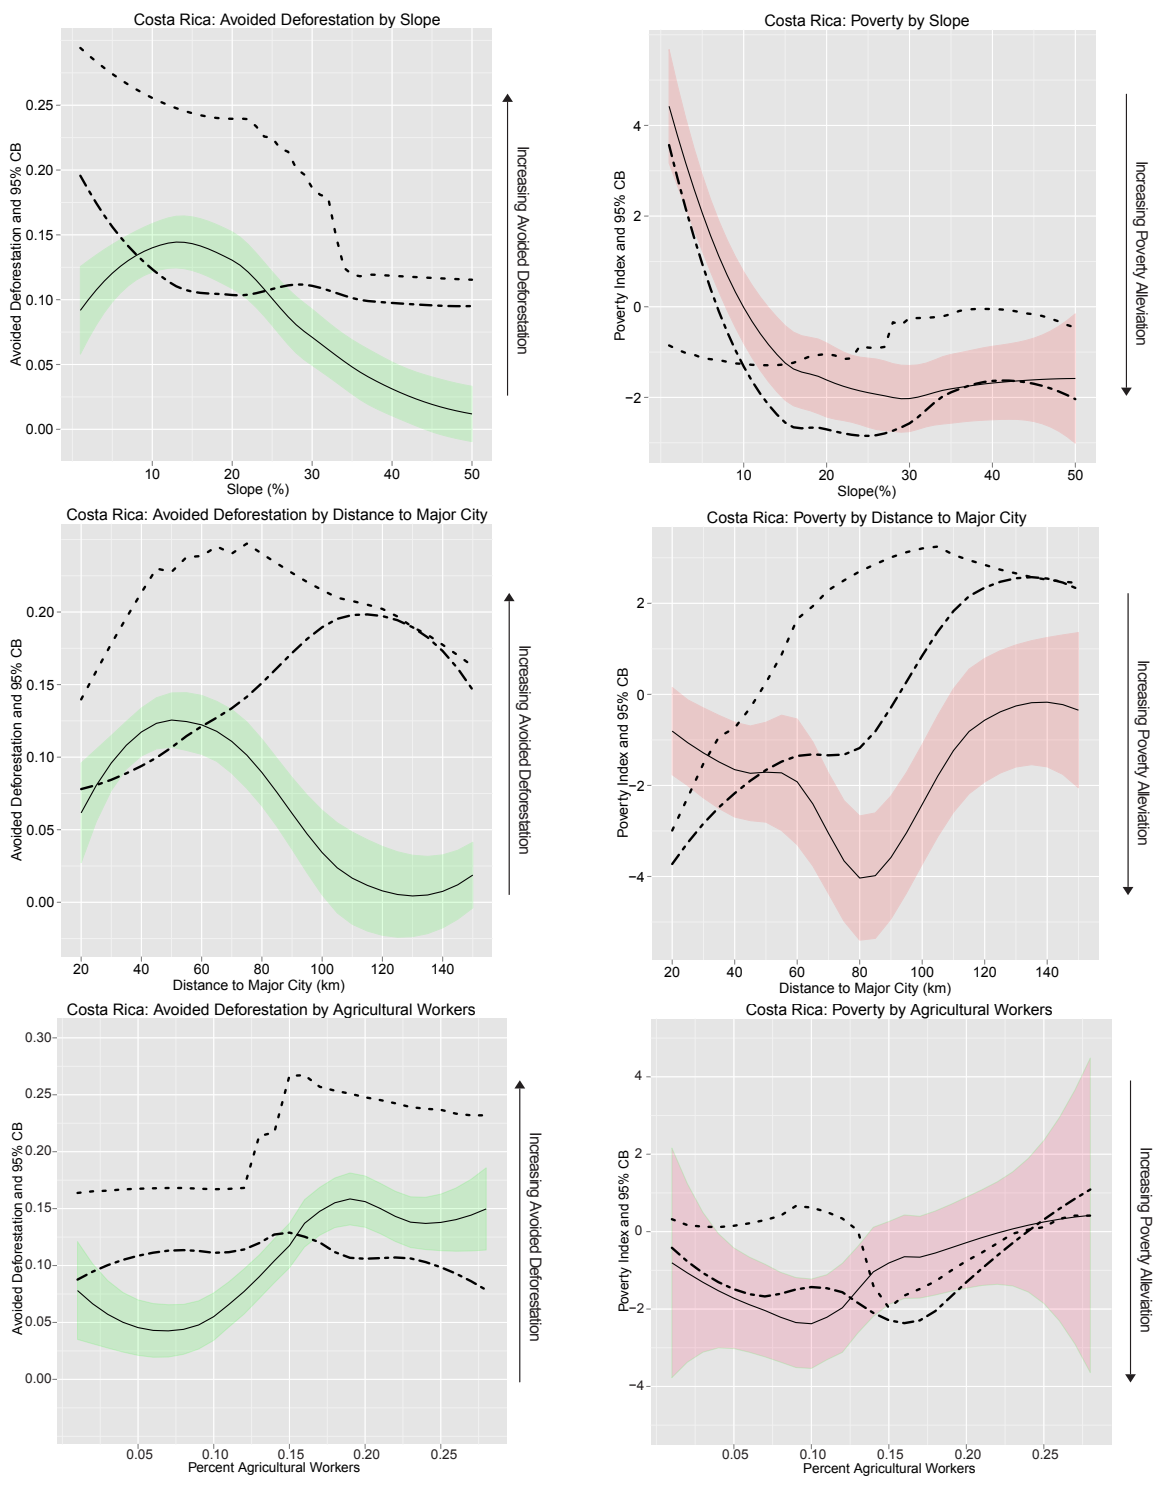 Costa Rica: Avoided Deforestation by Slope
Avoided Deforestation and 95% CB
0.25
0.20
0.15
0.10
0.05
0.00
10 20 30 40 50
Slope (%)
Increasing Avoided Deforestation
Costa Rica: Poverty by Slope
Poverty Index and 95% CB
4
2
0
−2
10 20 30 40 50
Slope(%)
Increasing Poverty Alleviation
Costa Rica: Avoided Deforestation by Distance to Major City
Avoided Deforestation and 95% CB
0.20
0.15
0.10
0.05
0.00
20 40 60 80 100 120 140
Distance to Major City (km)
Increasing Avoided Deforestation
Costa Rica: Poverty by Distance to Major City
Poverty Index and 95% CB
2
0
−2
−4
20 40 60 80 100 120 140
Distance to Major City (km)
Increasing Poverty Alleviation
Costa Rica: Avoided Deforestation by Agricultural Workers
Avoided Deforestation and 95% CB
0.30
0.25
0.20
0.15
0.10
0.05
0.00
0.05 0.10 0.15 0.20 0.25
Percent Agricultural Workers
Increasing Avoided Deforestation
Costa Rica: Poverty by Agricultural Workers
Poverty Index and 95% CB
4
2
0
−2
−4
0.05 0.10 0.15 0.20 0.25
Percent Agricultural Workers
Increasing Poverty Alleviation